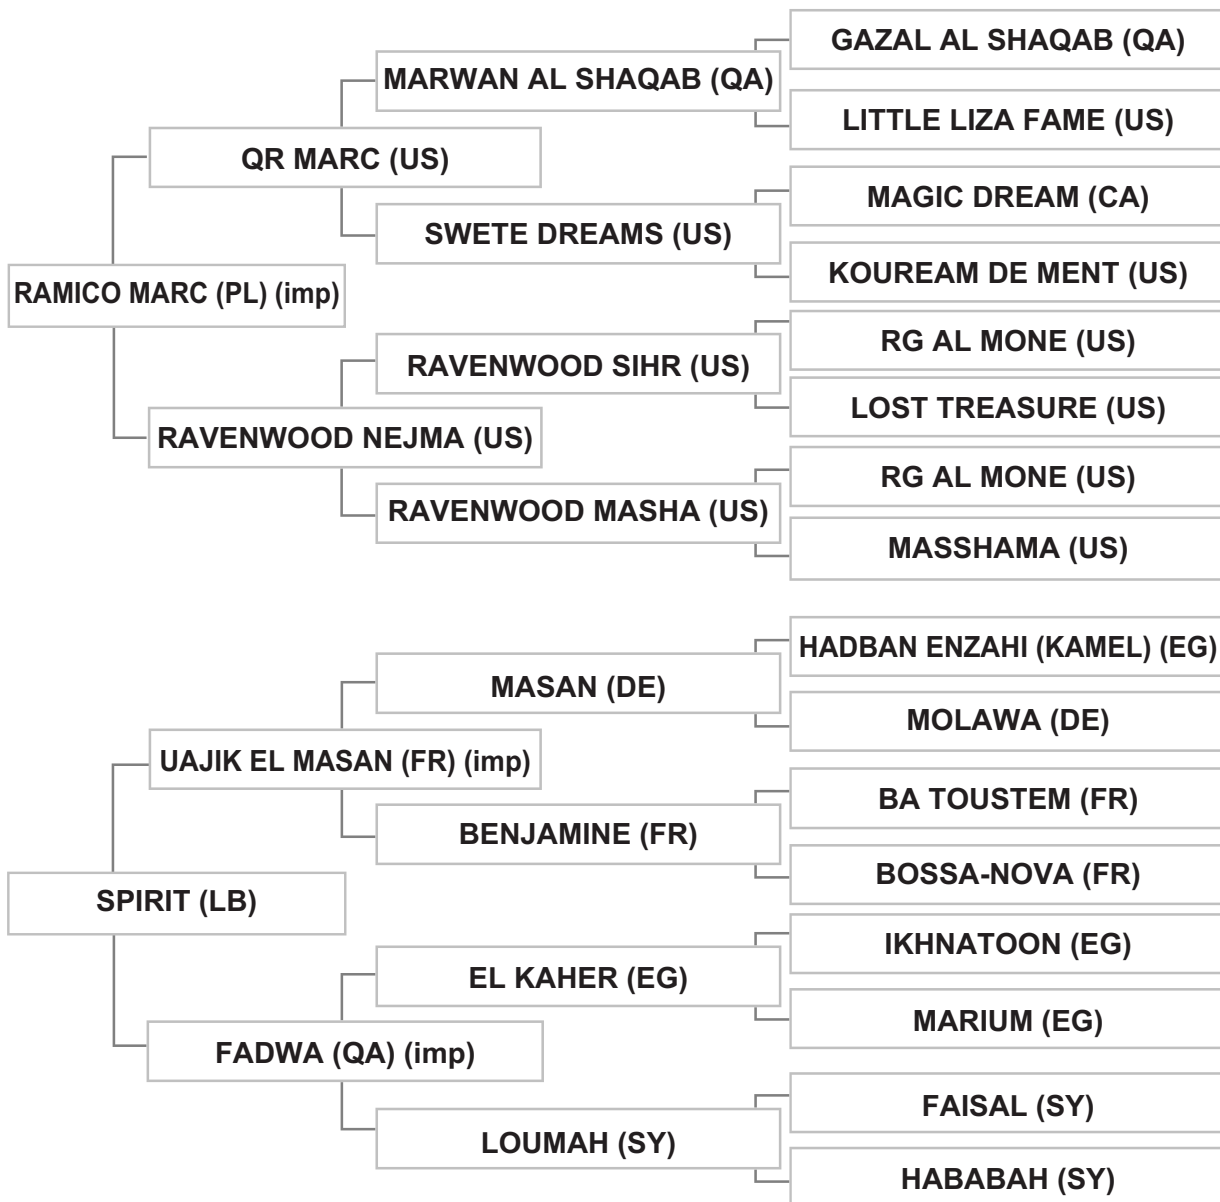 GAZAL AL SHAQAB (QA)
MARWAN AL SHAQAB (QA)
LITTLE LIZA FAME (US)
QR MARC (US)
MAGIC DREAM (CA)
SWETE DREAMS (US)
KOUREAM DE MENT (US)
RAMICO MARC (PL) (imp)
RG AL MONE (US)
RAVENWOOD SIHR (US)
LOST TREASURE (US)
RAVENWOOD NEJMA (US)
RG AL MONE (US)
RAVENWOOD MASHA (US)
MASSHAMA (US)
HADBAN ENZAHI (KAMEL) (EG)
MASAN (DE)
MOLAWA (DE)
UAJIK EL MASAN (FR) (imp)
BA TOUSTEM (FR)
BENJAMINE (FR)
BOSSA-NOVA (FR)
SPIRIT (LB)
IKHNATOON (EG)
EL KAHER (EG)
MARIUM (EG)
FADWA (QA) (imp)
FAISAL (SY)
LOUMAH (SY)
HABABAH (SY)